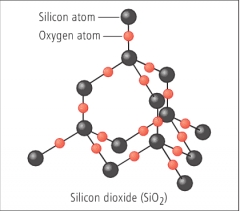 Silicon atom
Oxygen atom
Silicon dioxide (SiO₂)